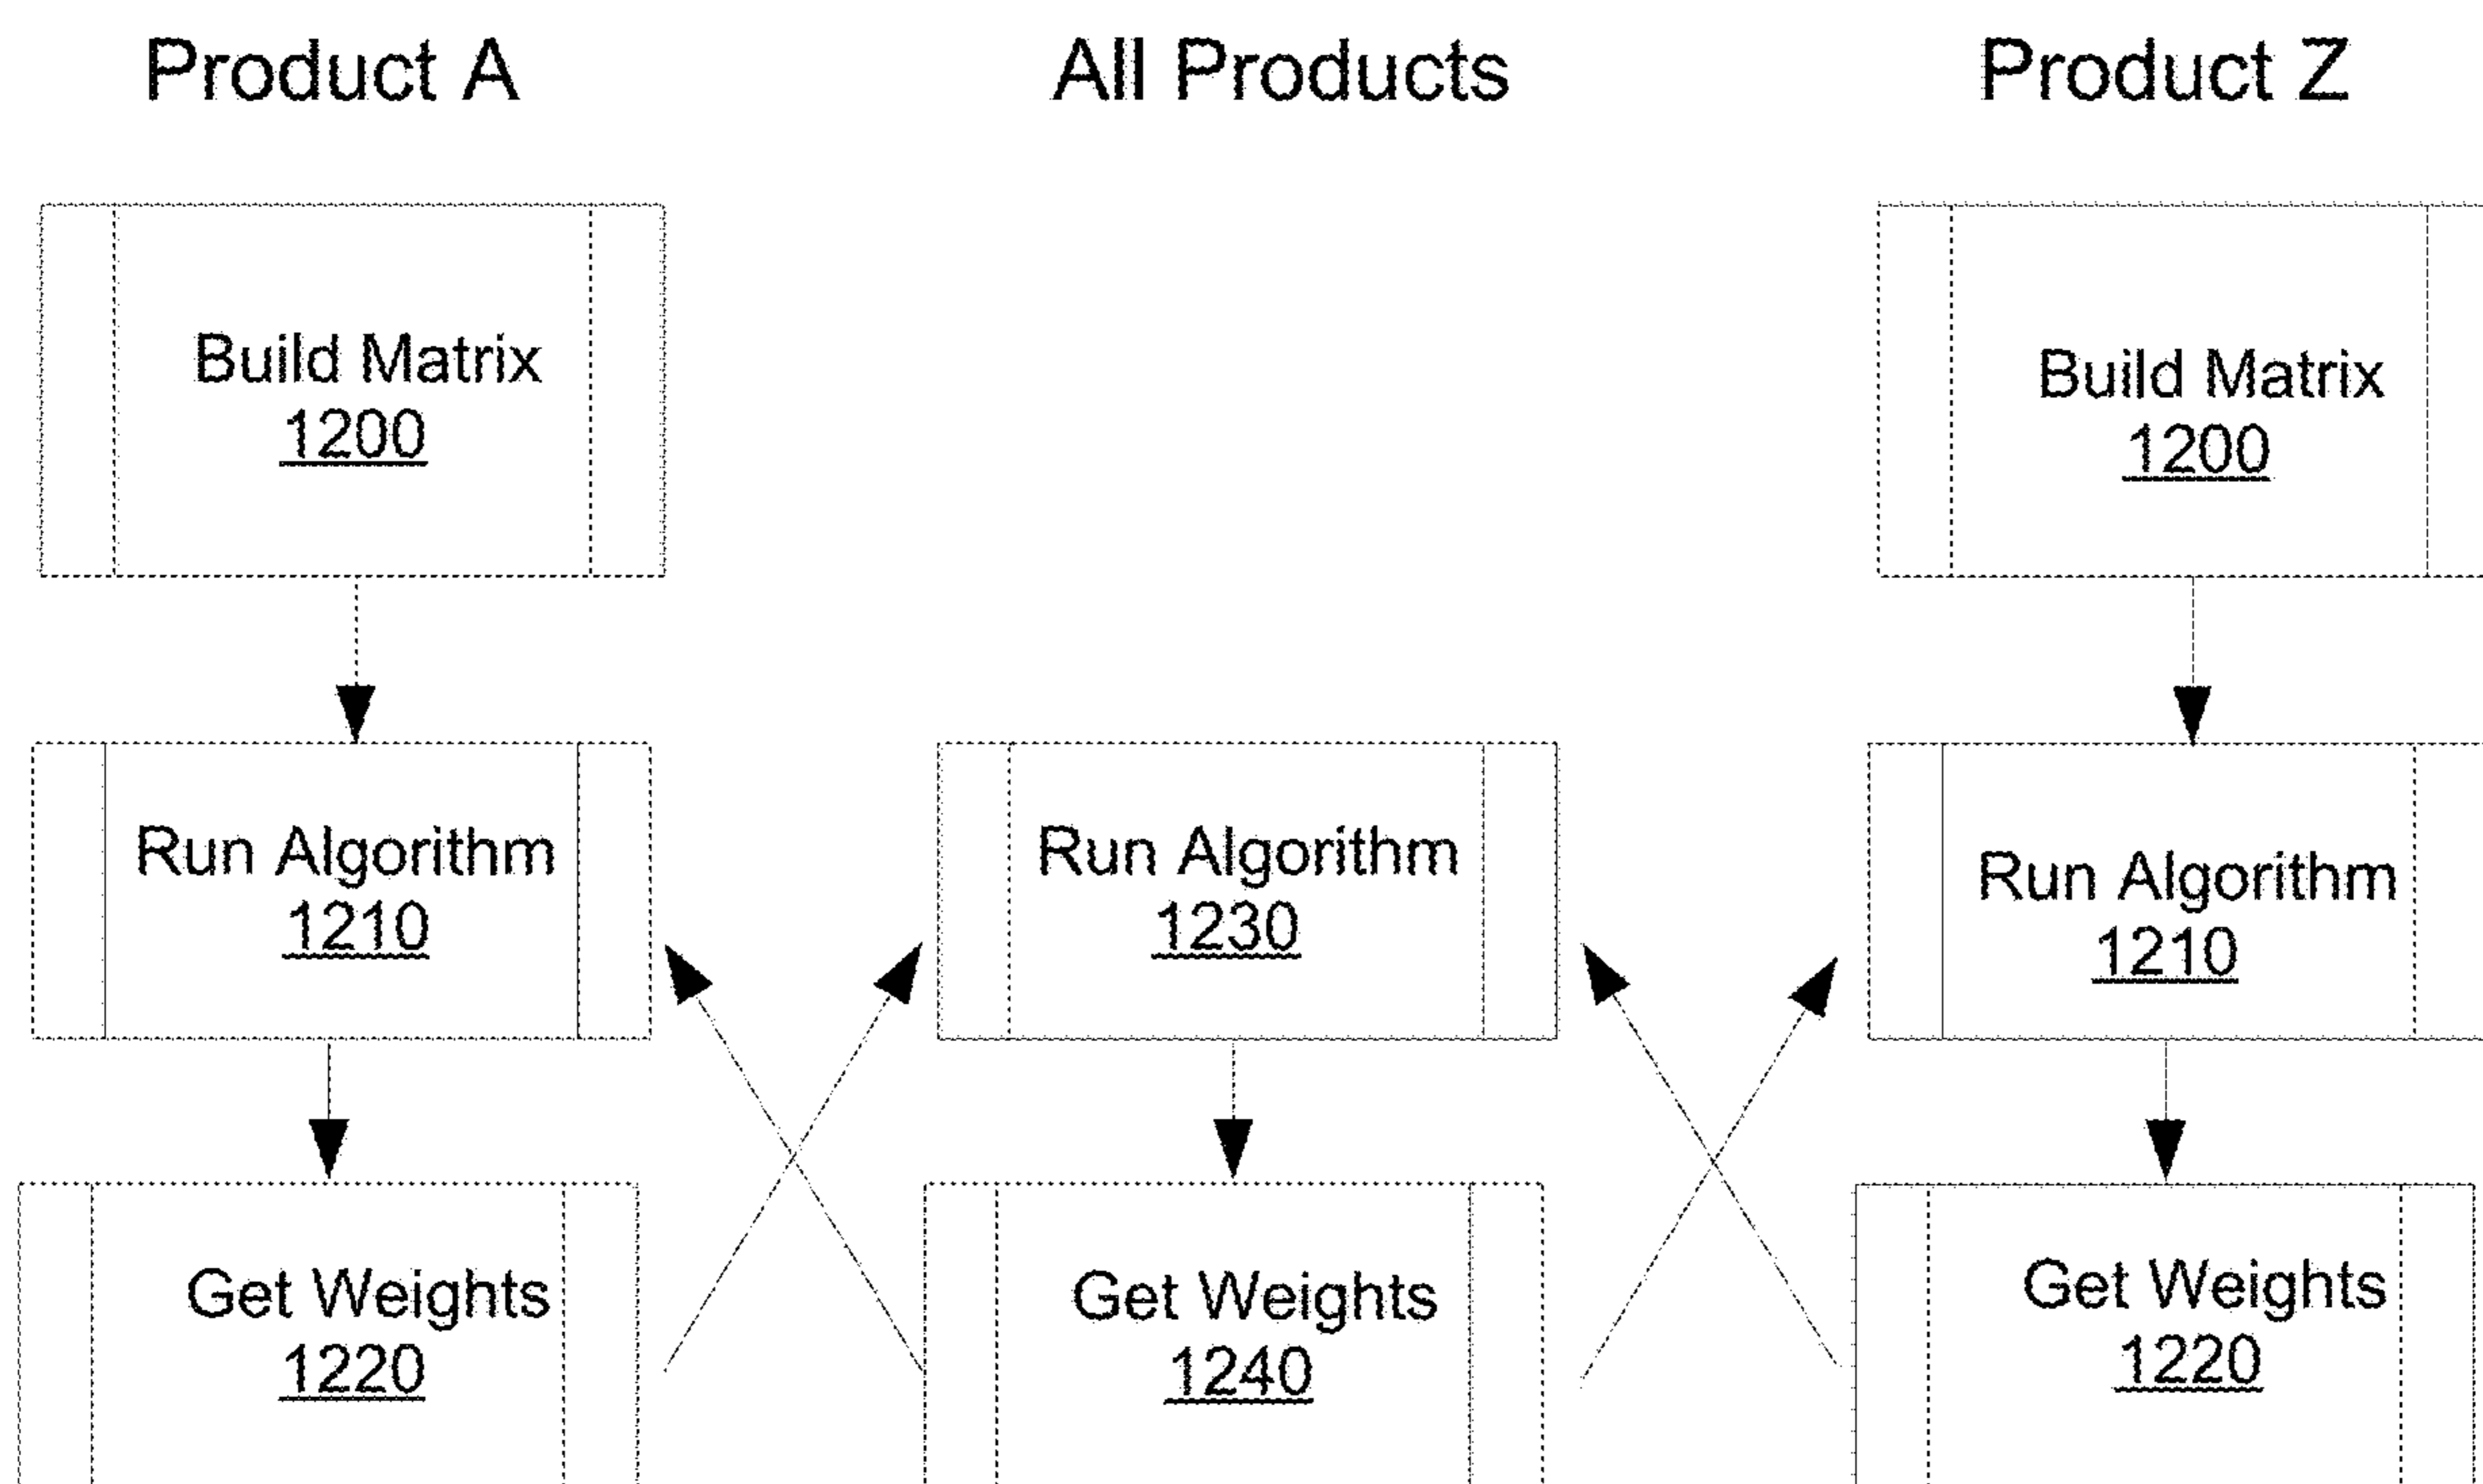 Product A
All Products
Product Z
Build Matrix
1200
Build Matrix
1200
Run Algorithm
1210
Run Algorithm
1230
Run Algorithm
1210
Get Weights
1220
Get Weights
1240
Get Weights
1220